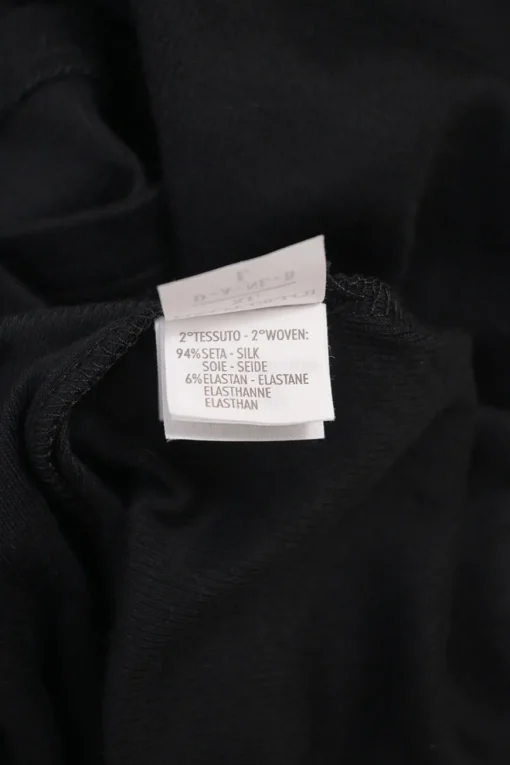 2°TESSUTO - 2°WOVEN:
94%SETA - SILK
SOIE - SEIDE
6%ELASTAN - ELASTANE
ELASTHANNE
ELASTHAN